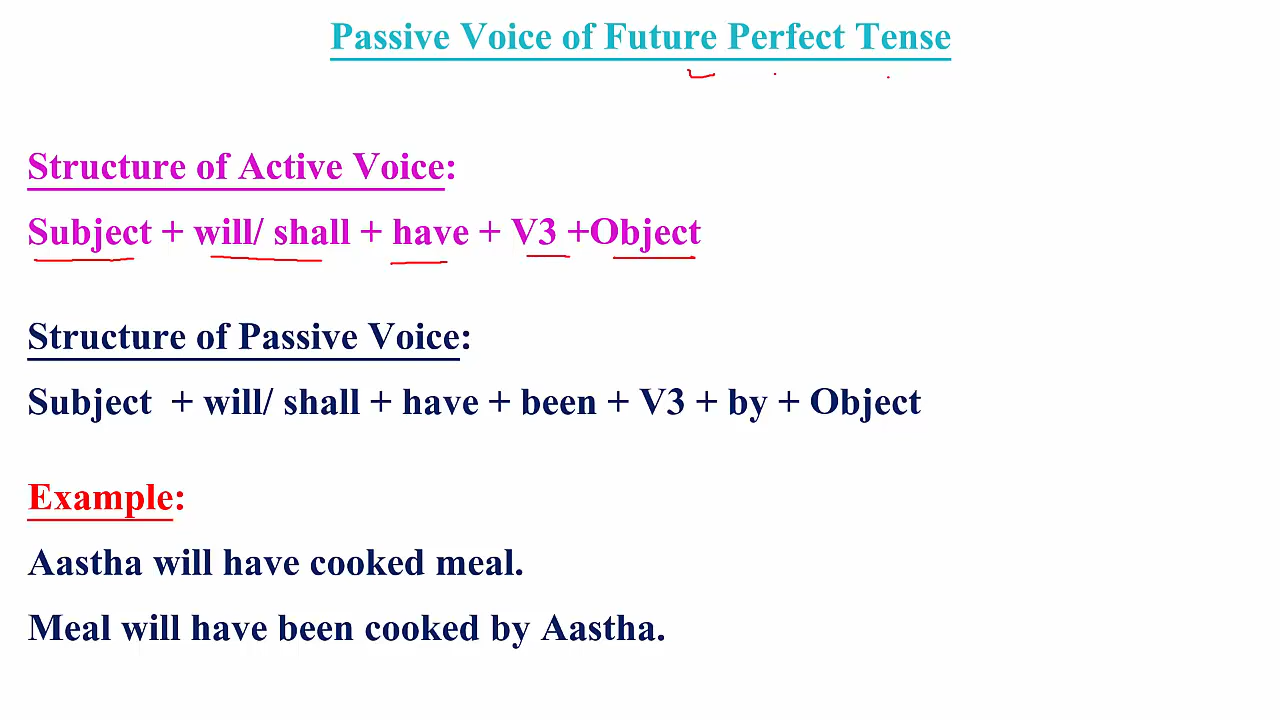 Passive Voice of Future Perfect Tense
Structure of Active Voice:
Subject + will/ shall + have + V3 +Object
Structure of Passive Voice:
Subject  + will/ shall + have + been + V3 + by + Object
Example:
Aastha will have cooked meal.
Meal will have been cooked by Aastha.